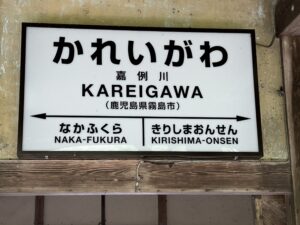 かれいがわ
嘉例川
KAREIGAWA
(鹿児島県霧島市)
なかふくら きりしまおんせん
NAKA-FUKURA KIRISHIMA-ONSEN